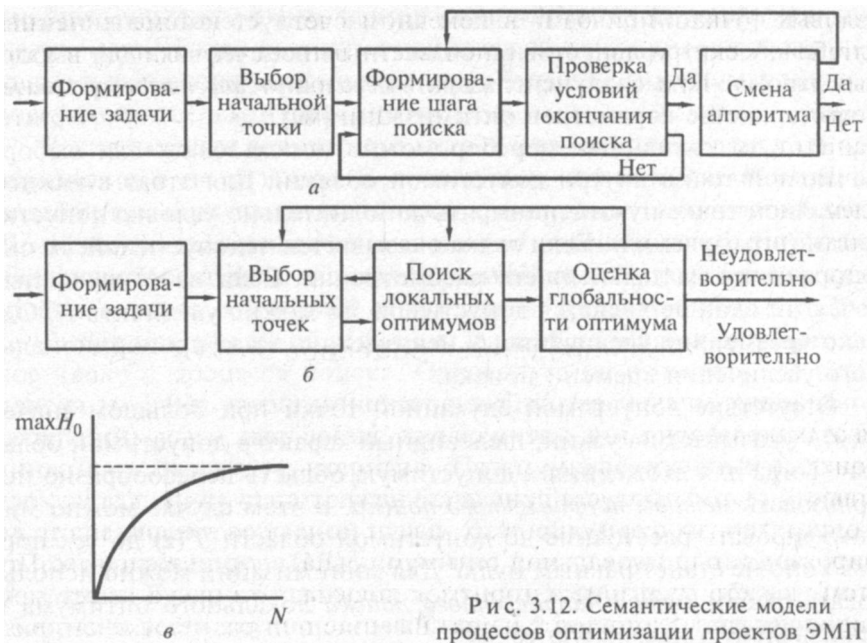 Формирова-
ние задачи
Выбор
начальной
точки
Формирова-
ние шага
поиска
Проверка
условий
окончания
поиска
Да
Смена
алгоритма
Да
Нет
Нет
а
Формирова-
ние задачи
Выбор
начальных
точек
Поиск
локальных
оптимумов
Оценка
глобальнос-
ти оптимума
Неудовлет-
ворительно
Удовлет-
ворительно
б
maxH₀
N
в
Рис. 3.12. Семантические модели
процессов оптимизации проектов ЭМП